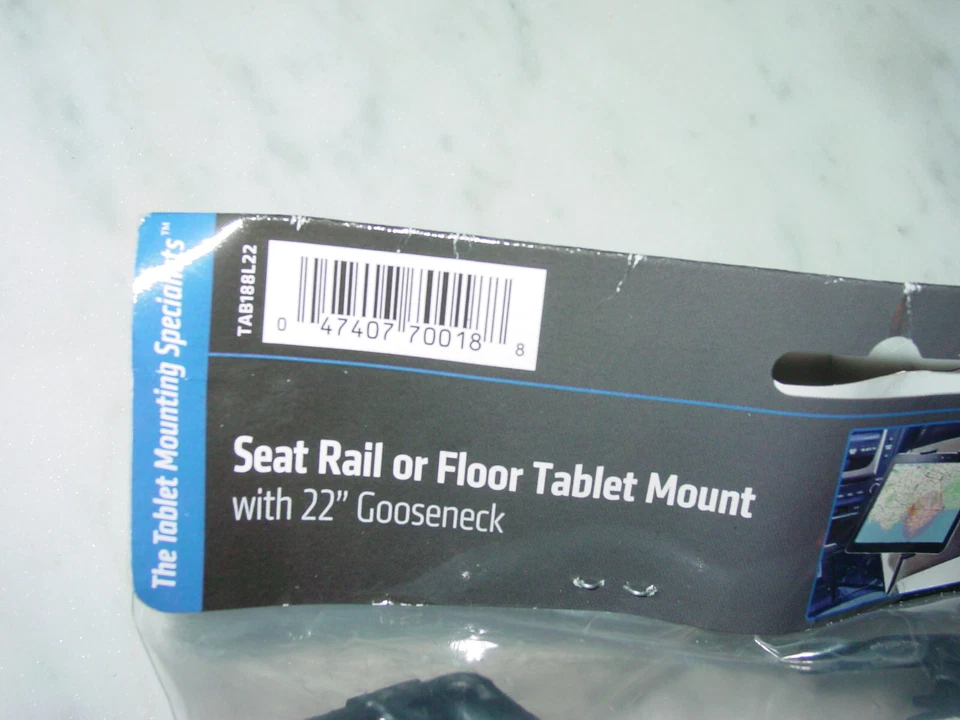 The Tablet Mounting Specialists™
TAB188L22
0 47407 70018 8
Seat Rail or Floor Tablet Mount
with 22” Gooseneck